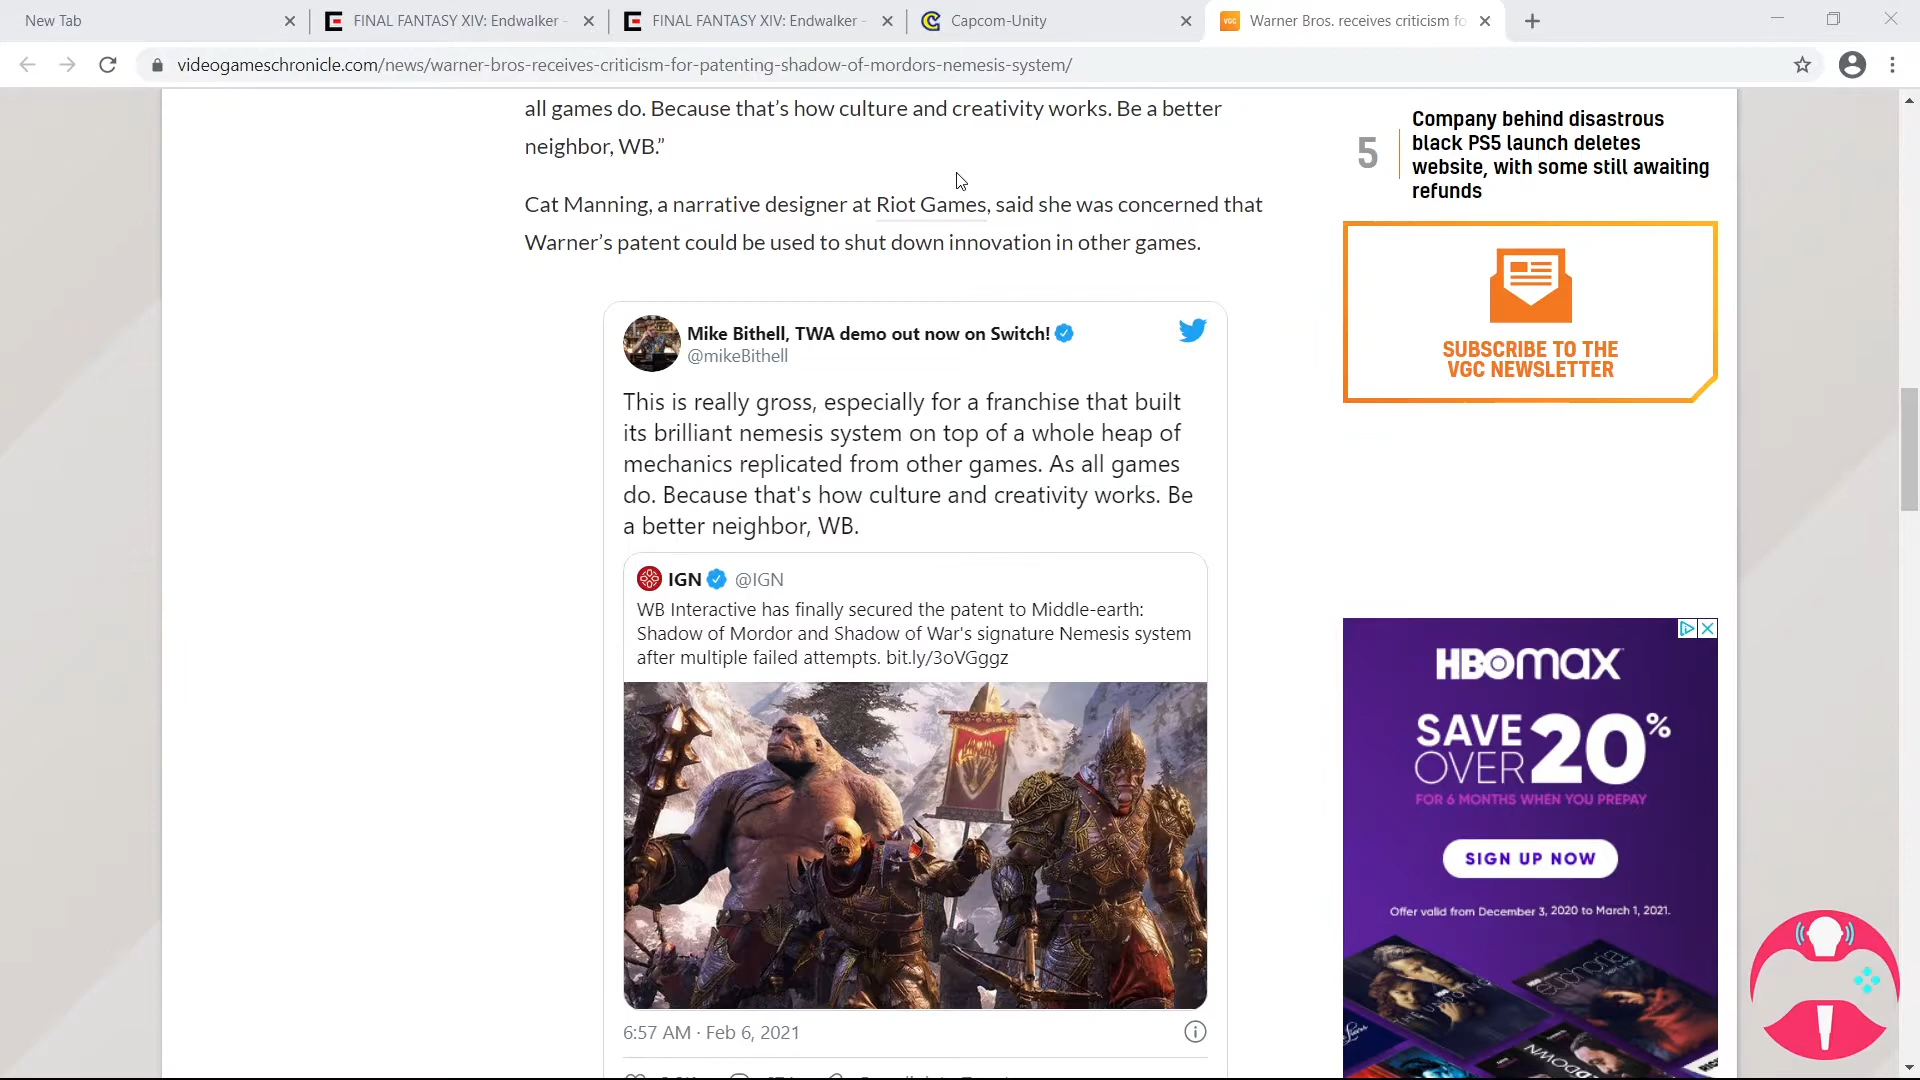 New Tab
FINAL FANTASY XIV: Endwalker -
FINAL FANTASY XIV: Endwalker -
Capcom-Unity
VGC
Warner Bros. receives criticism fo
videogameschronicle.com/news/warner-bros-receives-criticism-for-patenting-shadow-of-mordors-nemesis-system/
all games do. Because that's how culture and creativity works. Be a better
neighbor, WB.”
Cat Manning, a narrative designer at Riot Games, said she was concerned that
Warner’s patent could be used to shut down innovation in other games.
Mike Bithell, TWA demo out now on Switch!
@mikeBithell
This is really gross, especially for a franchise that built
its brilliant nemesis system on top of a whole heap of
mechanics replicated from other games. As all games
do. Because that's how culture and creativity works. Be
a better neighbor, WB.
IGN @IGN
WB Interactive has finally secured the patent to Middle-earth:
Shadow of Mordor and Shadow of War's signature Nemesis system
after multiple failed attempts. bit.ly/3oVGggz
6:57 AM · Feb 6, 2021
5
Company behind disastrous
black PS5 launch deletes
website, with some still awaiting
refunds
SUBSCRIBE TO THE
VGC NEWSLETTER
HBOMAX
SAVE
OVER 20%
FOR 6 MONTHS WHEN YOU PREPAY
SIGN UP NOW
Offer valid from December 3, 2020 to March 1, 2021.
THE UNDOING
euphoria